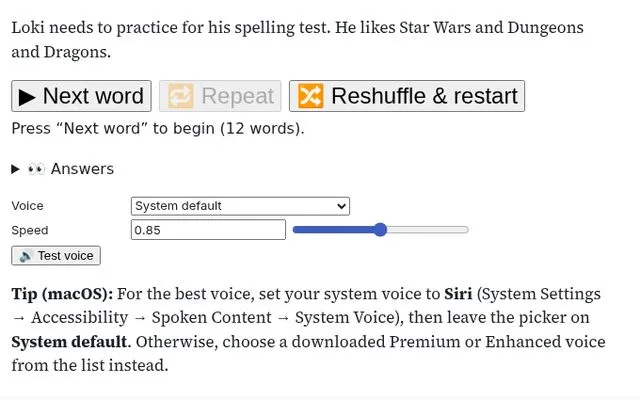 Loki needs to practice for his spelling test. He likes Star Wars and Dungeons
and Dragons.
▶ Next word 🔁 Repeat 🔀 Reshuffle & restart
Press “Next word” to begin (12 words).
▶ 👀 Answers
Voice System default
Speed 0.85
🔊 Test voice
Tip (macOS): For the best voice, set your system voice to Siri (System Settings
→ Accessibility → Spoken Content → System Voice), then leave the picker on
System default. Otherwise, choose a downloaded Premium or Enhanced voice
from the list instead.